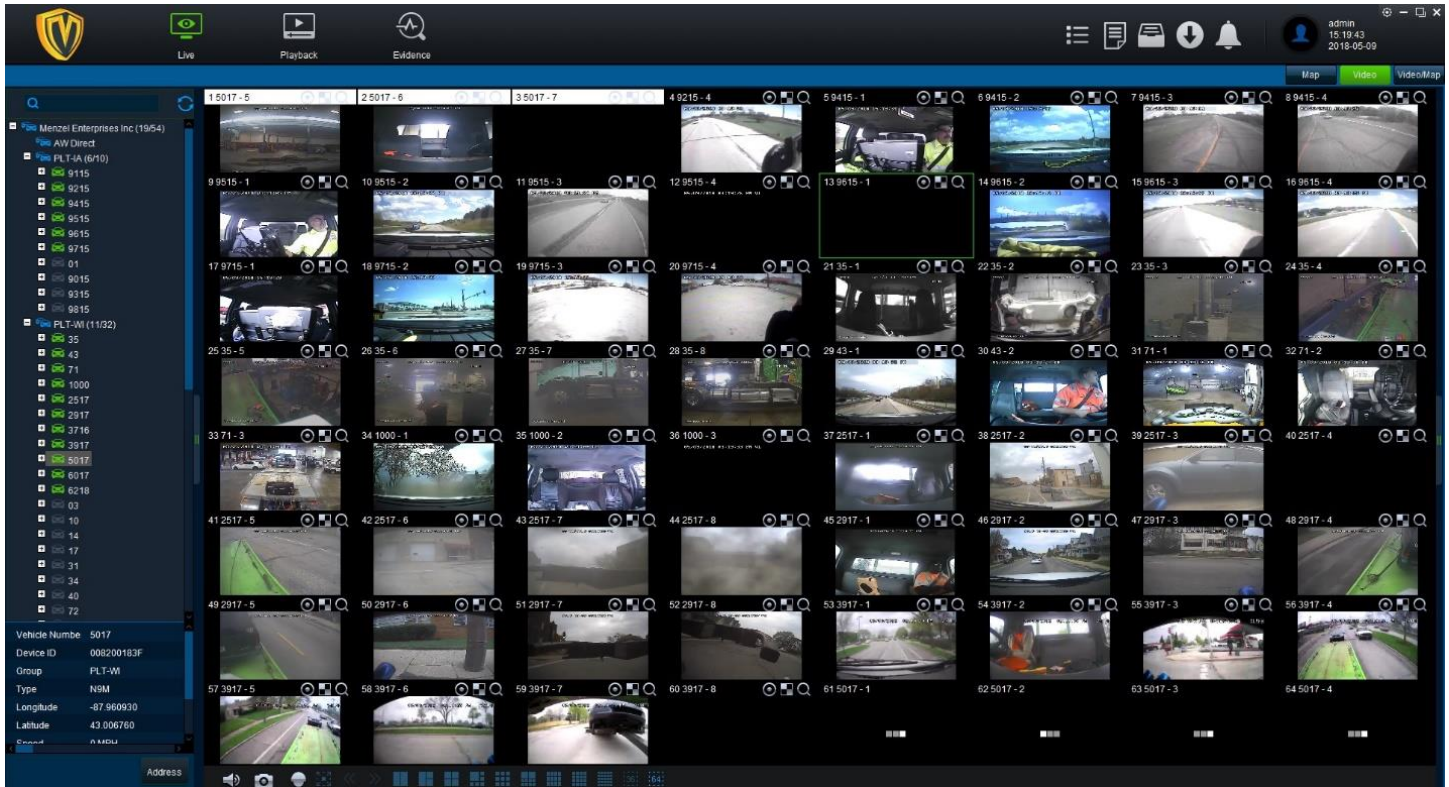 Live
Playback
Evidence
admin
15:19:43
2018-05-09
Map
Video
Video/Map
Menzel Enterprises Inc (19/54)
AW Direct
PLT-IA (6/10)
9115
9215
9415
9515
9615
9715
01
9015
9315
9815
PLT-WI (11/32)
35
43
71
1000
2517
2917
3716
3917
5017
6017
6218
03
10
14
17
31
34
40
72
Vehicle Numbe 5017
Device ID 008200183F
Group PLT-WI
Type N9M
Longitude -87.960930
Latitude 43.006760
Speed 0 MPH
Address
1 5017 - 5
2 5017 - 6
3 5017 - 7
4 9215 - 4
5 9415 - 1
6 9415 - 2
7 9415 - 3
8 9415 - 4
9 9515 - 1
10 9515 - 2
11 9515 - 3
12 9515 - 4
13 9615 - 1
14 9615 - 2
15 9615 - 3
16 9615 - 4
17 9715 - 1
18 9715 - 2
19 9715 - 3
20 9715 - 4
21 35 - 1
22 35 - 2
23 35 - 3
24 35 - 4
25 35 - 5
26 35 - 6
27 35 - 7
28 35 - 8
29 43 - 1
30 43 - 2
31 71 - 1
32 71 - 2
33 71 - 3
34 1000 - 1
35 1000 - 2
36 1000 - 3
37 2517 - 1
38 2517 - 2
39 2517 - 3
40 2517 - 4
41 2517 - 5
42 2517 - 6
43 2517 - 7
44 2517 - 8
45 2917 - 1
46 2917 - 2
47 2917 - 3
48 2917 - 4
49 2917 - 5
50 2917 - 6
51 2917 - 7
52 2917 - 8
53 3917 - 1
54 3917 - 2
55 3917 - 3
56 3917 - 4
57 3917 - 5
58 3917 - 6
59 3917 - 7
60 3917 - 8
61 5017 - 1
62 5017 - 2
63 5017 - 3
64 5017 - 4
36
64